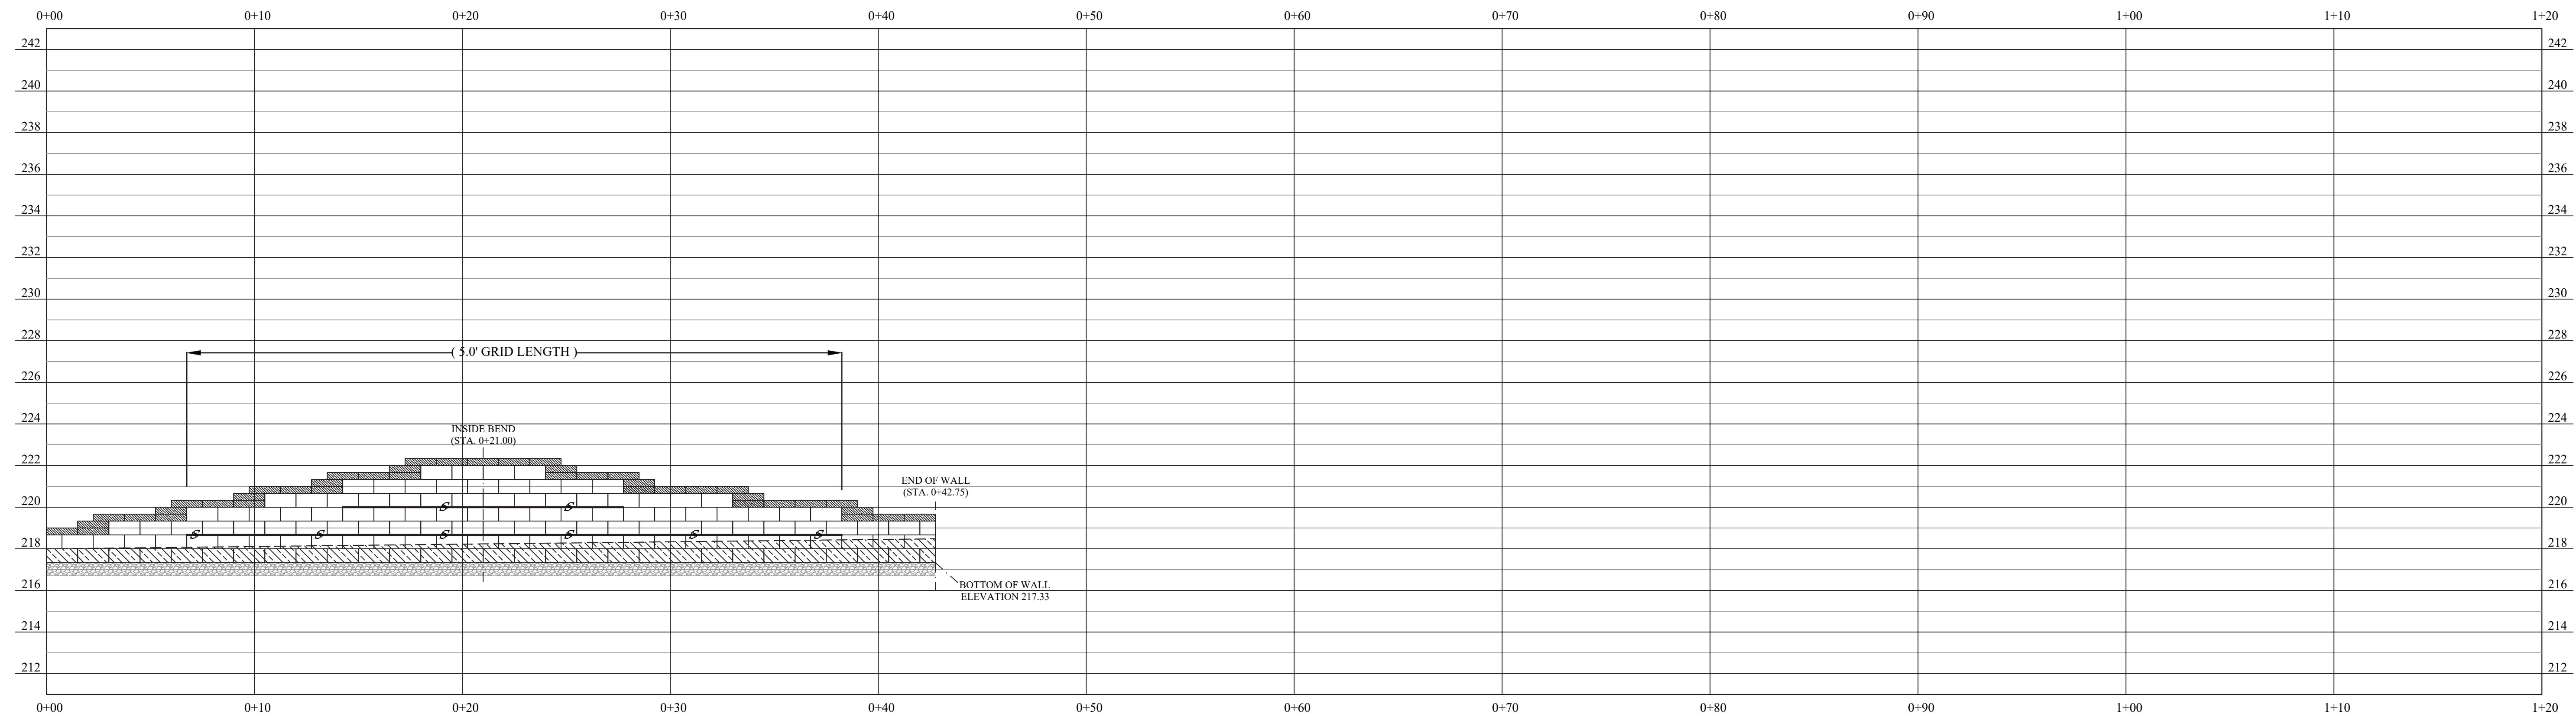 0+00 0+10 0+20 0+30 0+40 0+50 0+60 0+70 0+80 0+90 1+00 1+10 1+20
242 242
240 240
238 238
236 236
234 234
232 232
230 230
228 228
( 5.0' GRID LENGTH )
226 226
224 224
INSIDE BEND
(STA. 0+21.00)
222 222
END OF WALL
(STA. 0+42.75)
220 220
S S
S S S S S S
218 218
216 216
BOTTOM OF WALL
ELEVATION 217.33
214 214
212 212
0+00 0+10 0+20 0+30 0+40 0+50 0+60 0+70 0+80 0+90 1+00 1+10 1+20